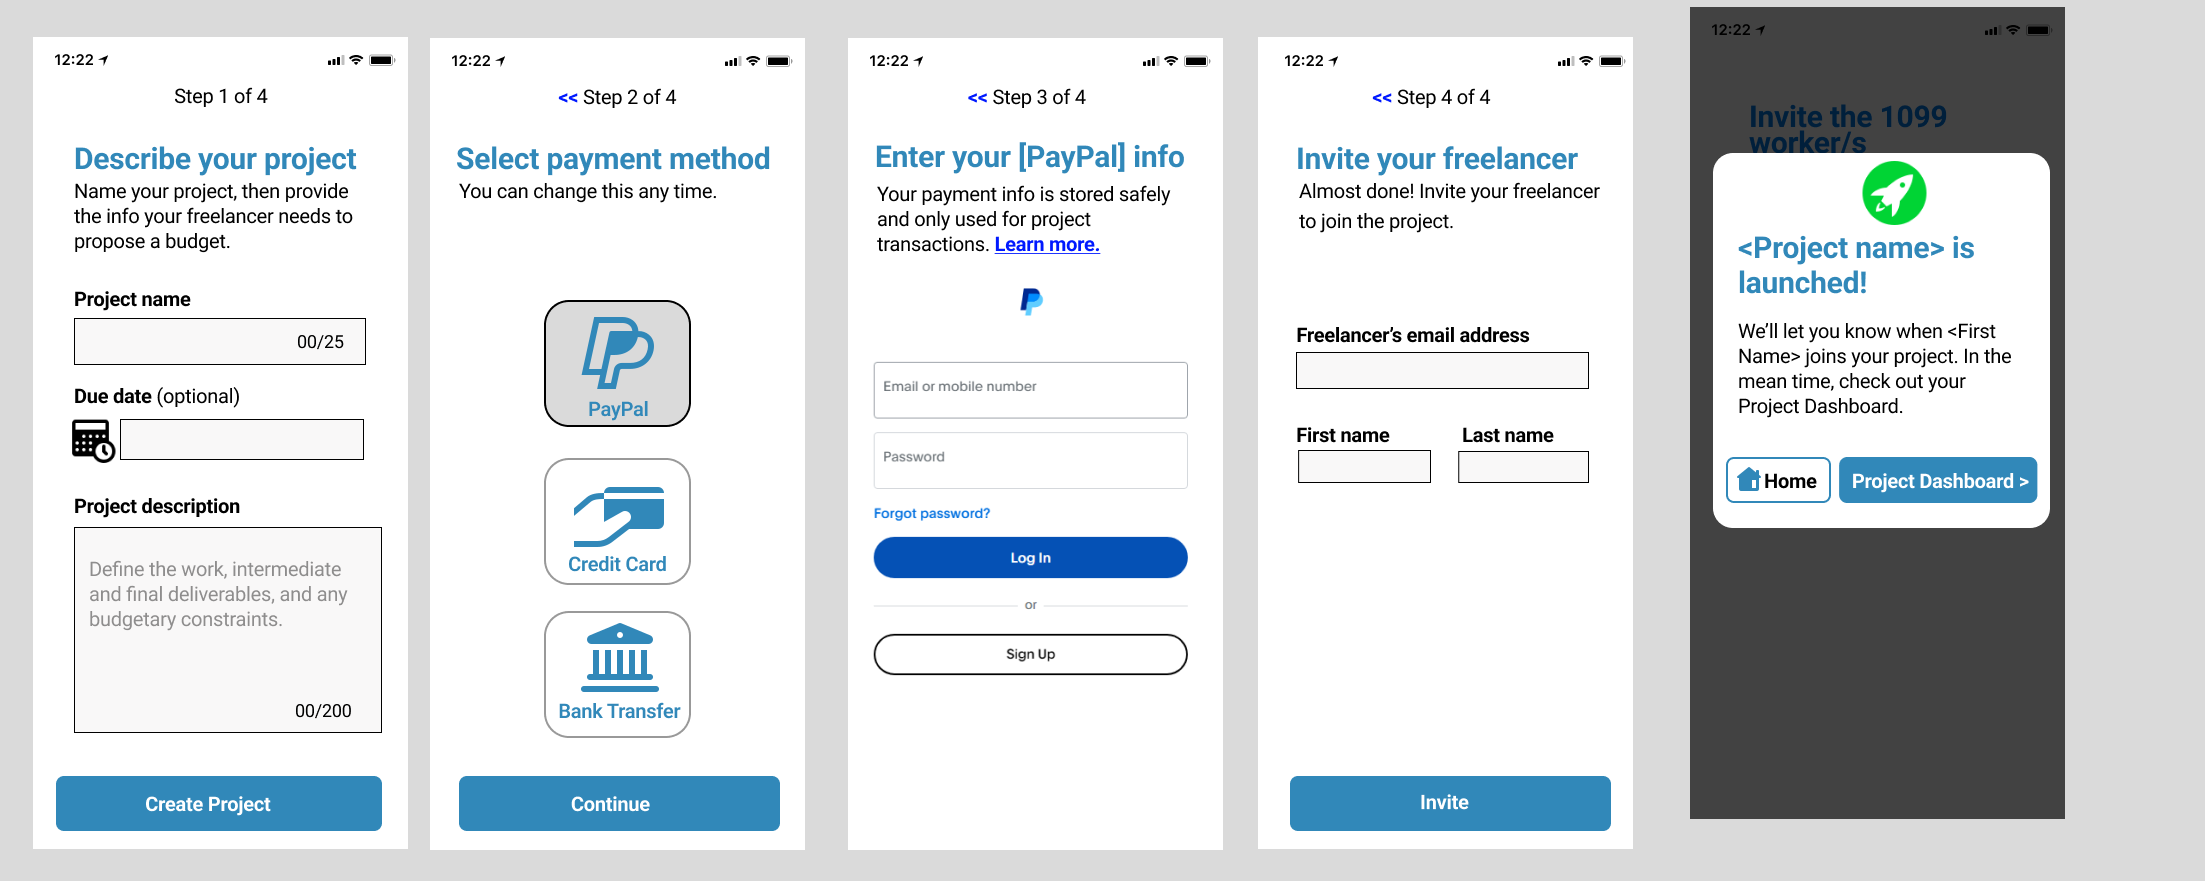 12:22
Step 1 of 4
Describe your project
Name your project, then provide
the info your freelancer needs to
propose a budget.
Project name
00/25
Due date (optional)
Project description
Define the work, intermediate
and final deliverables, and any
budgetary constraints.
00/200
Create Project
12:22
<< Step 2 of 4
Select payment method
You can change this any time.
PayPal
Credit Card
Bank Transfer
Continue
12:22
<< Step 3 of 4
Enter your [PayPal] info
Your payment info is stored safely
and only used for project
transactions. Learn more.
Email or mobile number
Password
Forgot password?
Log In
or
Sign Up
12:22
<< Step 4 of 4
Invite your freelancer
Almost done! Invite your freelancer
to join the project.
Freelancer’s email address
First name Last name
Invite
12:22
Invite the 1099
worker/s
<Project name> is
launched!
We’ll let you know when <First
Name> joins your project. In the
mean time, check out your
Project Dashboard.
Home Project Dashboard >